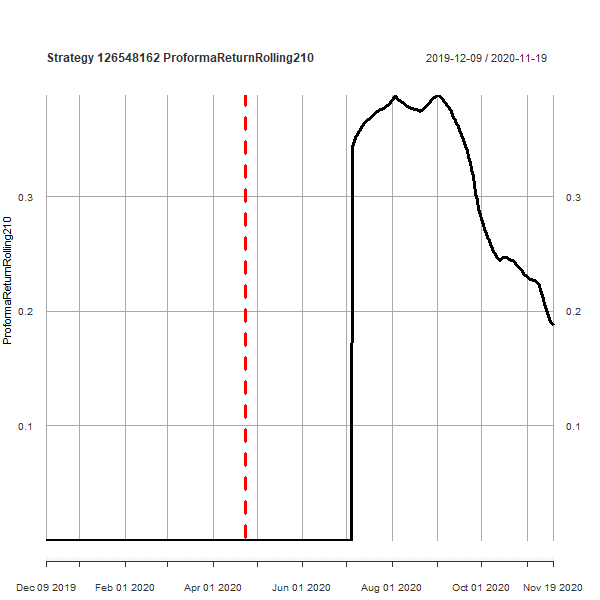 Strategy 126548162 ProformaReturnRolling210
2019-12-09 / 2020-11-19
ProformaReturnRolling210
0.3
0.3
0.2
0.2
0.1
0.1
Dec 09 2019 Feb 01 2020 Apr 01 2020 Jun 01 2020 Aug 01 2020 Oct 01 2020 Nov 19 2020